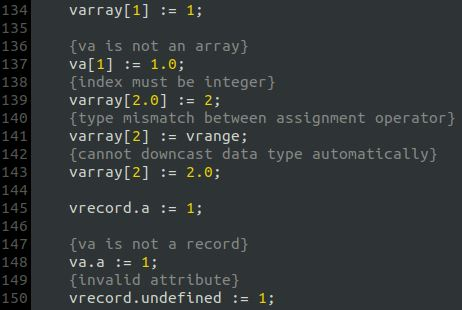 134 varray[1] := 1;
135
136 {va is not an array}
137 va[1] := 1.0;
138 {index must be integer}
139 varray[2.0] := 2;
140 {type mismatch between assignment operator}
141 varray[2] := vrange;
142 {cannot downcast data type automatically}
143 varray[2] := 2.0;
144
145 vrecord.a := 1;
146
147 {va is not a record}
148 va.a := 1;
149 {invalid attribute}
150 vrecord.undefined := 1;